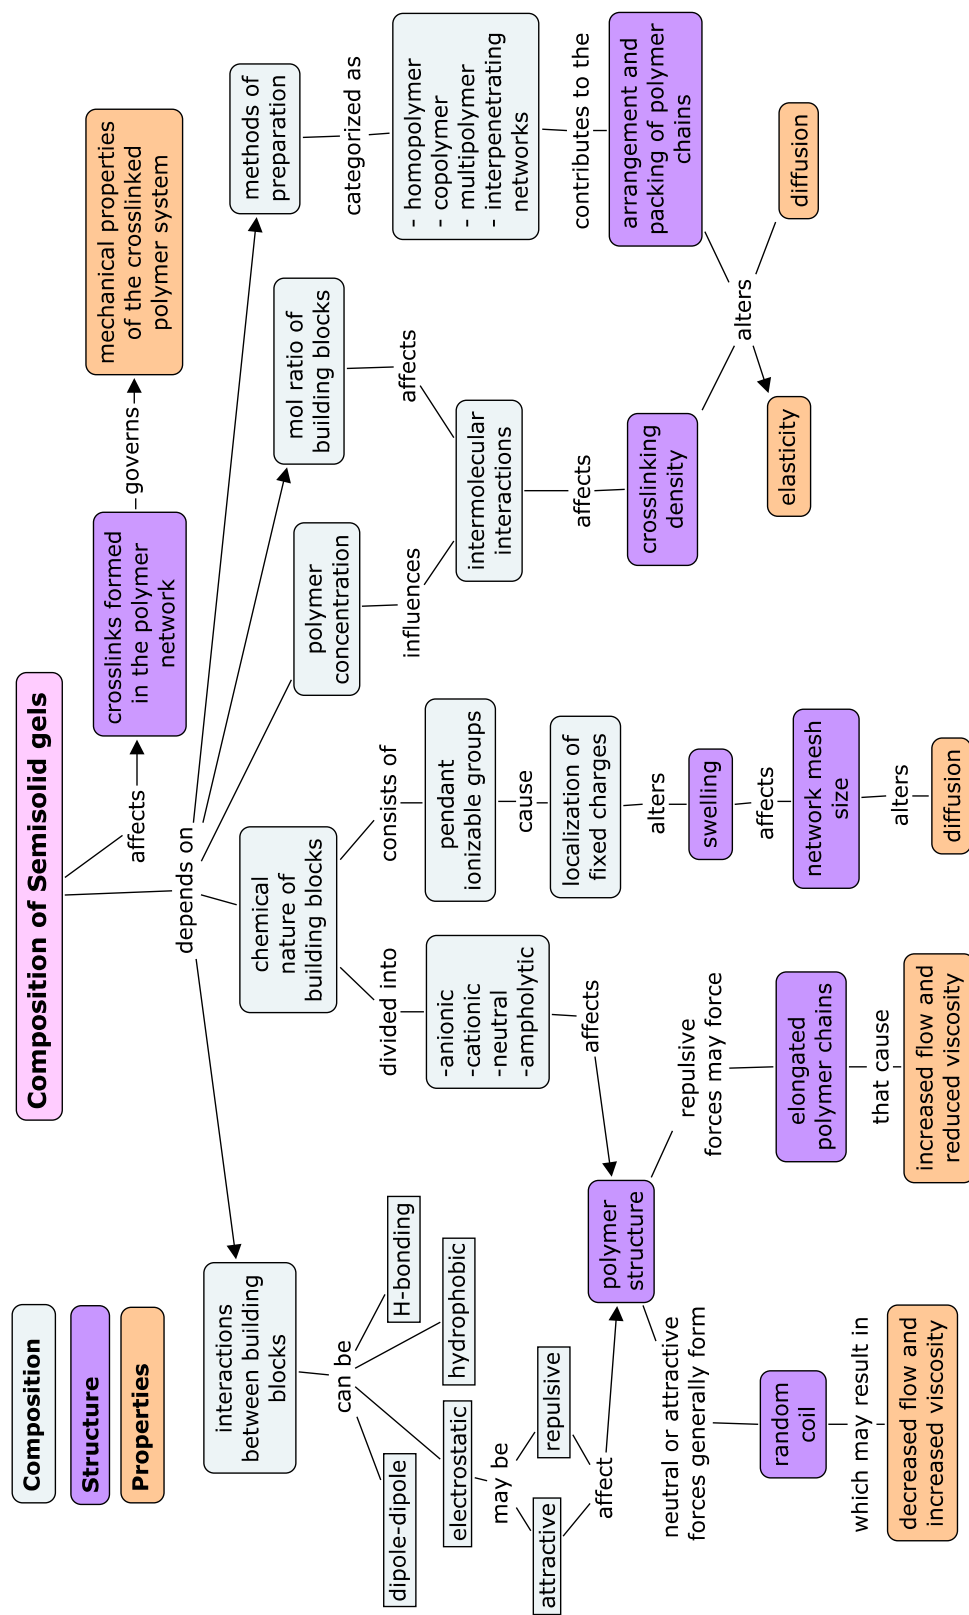 Composition of Semisolid gels
Composition
Structure
Properties
affects
crosslinks formed
in the polymer
network
governs
mechanical properties
of the crosslinked
polymer system
depends on
interactions
between building
blocks
can be
dipole-dipole
electrostatic
hydrophobic
H-bonding
may be
attractive
repulsive
affect
chemical
nature of
building blocks
divided into
-anionic
-cationic
-neutral
-ampholytic
affects
polymer
structure
neutral or attractive
forces generally form
random
coil
which may result in
decreased flow and
increased viscosity
repulsive
forces may force
elongated
polymer chains
that cause
increased flow and
reduced viscosity
consists of
pendant
ionizable groups
cause
localization of
fixed charges
alters
swelling
affects
network mesh
size
alters
diffusion
polymer
concentration
influences
mol ratio of
building blocks
affects
intermolecular
interactions
affects
crosslinking
density
methods of
preparation
categorized as
- homopolymer
- copolymer
- multipolymer
- interpenetrating
networks
contributes to the
arrangement and
packing of polymer
chains
alters
elasticity
diffusion